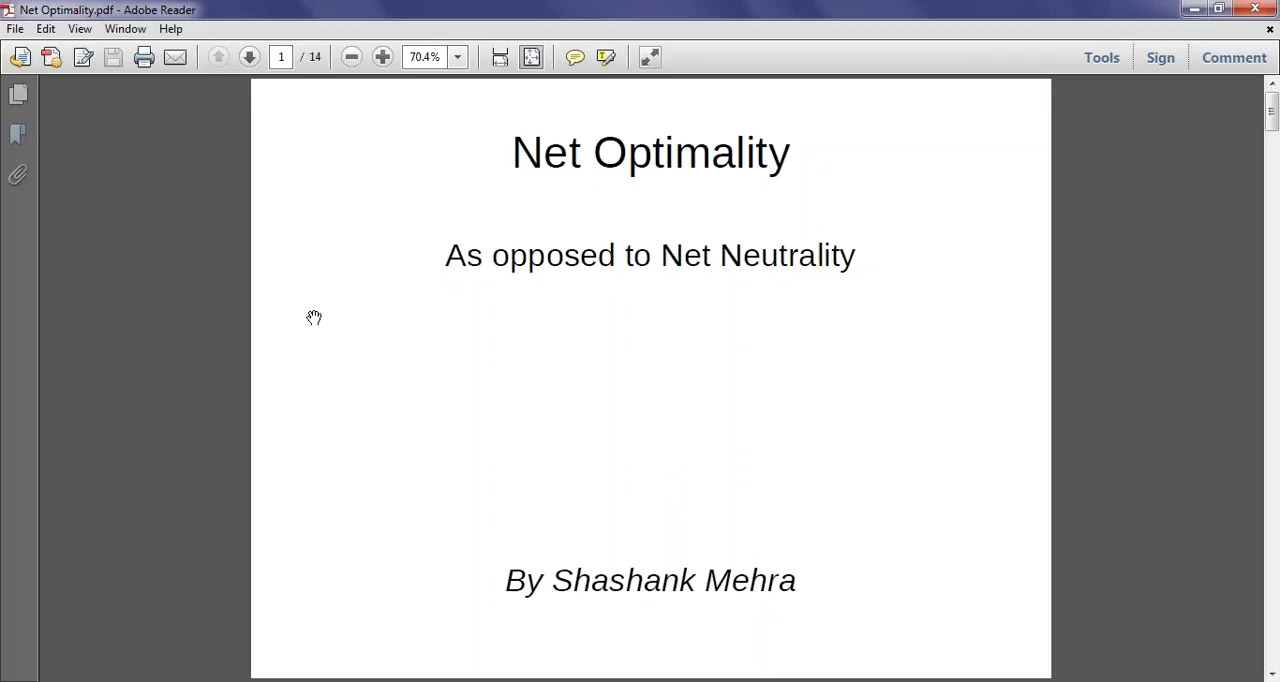 Net Optimality.pdf - Adobe Reader
File Edit View Window Help
1 / 14 70.4% Tools Sign Comment
Net Optimality
As opposed to Net Neutrality
By Shashank Mehra